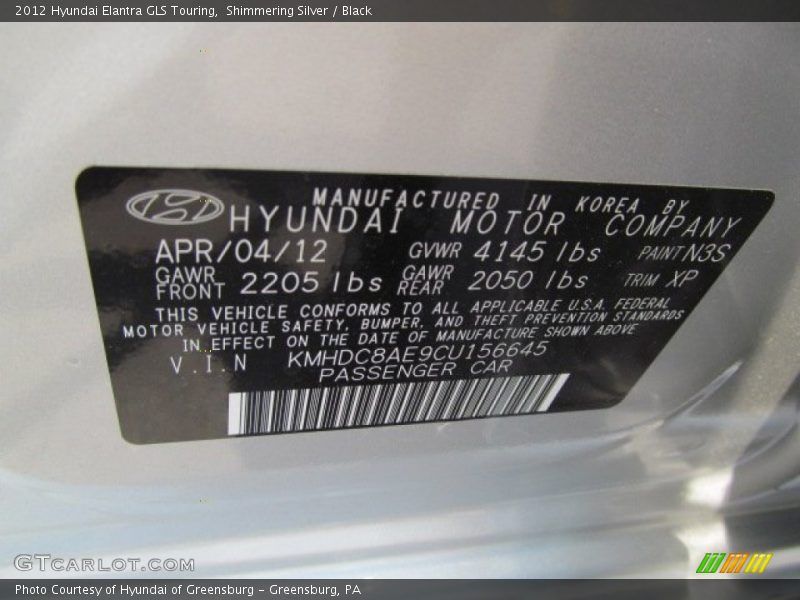 2012 Hyundai Elantra GLS Touring,  Shimmering Silver / Black
MANUFACTURED IN KOREA BY
HYUNDAI MOTOR COMPANY
APR/04/12 GVWR 4145 lbs PAINT N3S
GAWR FRONT 2205 lbs GAWR REAR 2050 lbs TRIM XP
THIS VEHICLE CONFORMS TO ALL APPLICABLE U.S.A. FEDERAL
MOTOR VEHICLE SAFETY, BUMPER, AND THEFT PREVENTION STANDARDS
IN EFFECT ON THE DATE OF MANUFACTURE SHOWN ABOVE
V.I.N KMHDC8AE9CU156645
PASSENGER CAR
GTCARLOT.COM
Photo Courtesy of Hyundai of Greensburg - Greensburg, PA